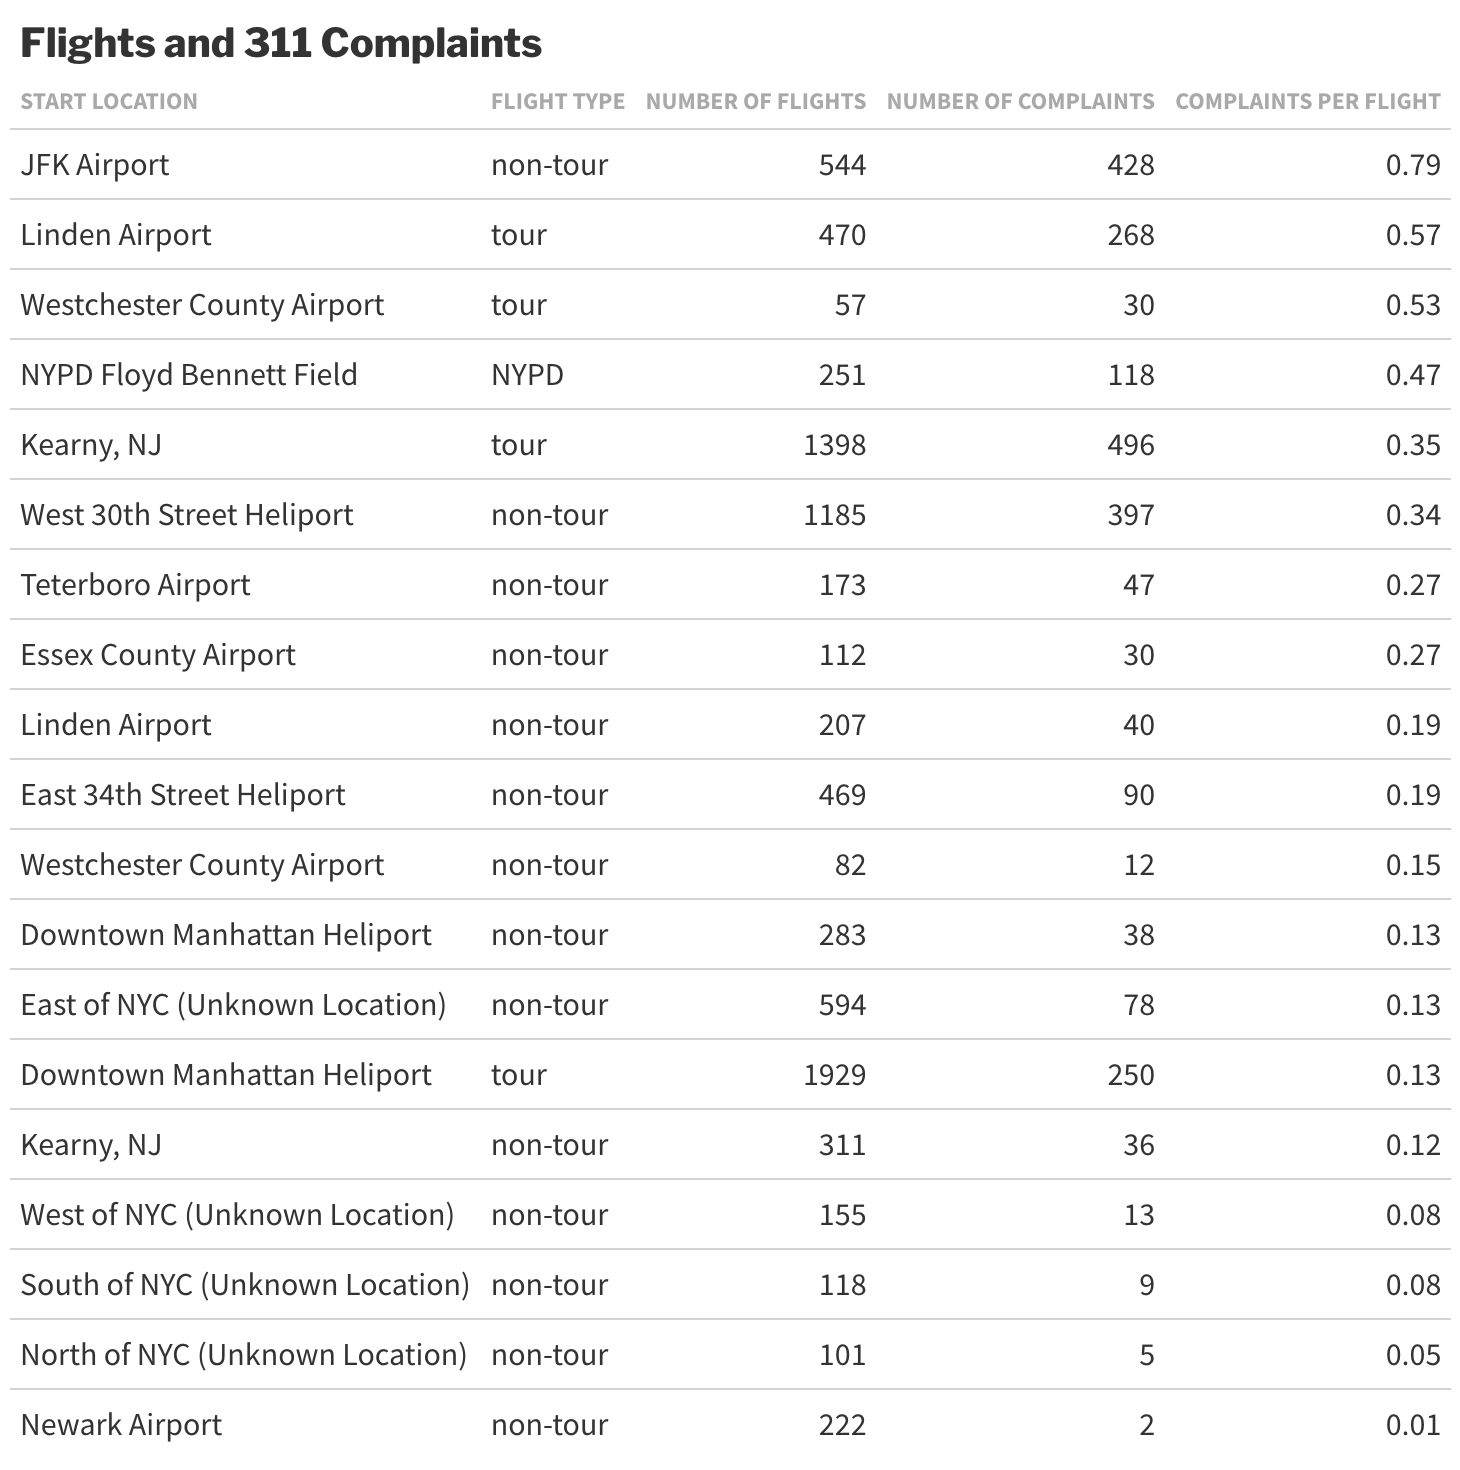 Flights and 311 Complaints
START LOCATION FLIGHT TYPE NUMBER OF FLIGHTS NUMBER OF COMPLAINTS COMPLAINTS PER FLIGHT
JFK Airport non-tour 544 428 0.79
Linden Airport tour 470 268 0.57
Westchester County Airport tour 57 30 0.53
NYPD Floyd Bennett Field NYPD 251 118 0.47
Kearny, NJ tour 1398 496 0.35
West 30th Street Heliport non-tour 1185 397 0.34
Teterboro Airport non-tour 173 47 0.27
Essex County Airport non-tour 112 30 0.27
Linden Airport non-tour 207 40 0.19
East 34th Street Heliport non-tour 469 90 0.19
Westchester County Airport non-tour 82 12 0.15
Downtown Manhattan Heliport non-tour 283 38 0.13
East of NYC (Unknown Location) non-tour 594 78 0.13
Downtown Manhattan Heliport tour 1929 250 0.13
Kearny, NJ non-tour 311 36 0.12
West of NYC (Unknown Location) non-tour 155 13 0.08
South of NYC (Unknown Location) non-tour 118 9 0.08
North of NYC (Unknown Location) non-tour 101 5 0.05
Newark Airport non-tour 222 2 0.01